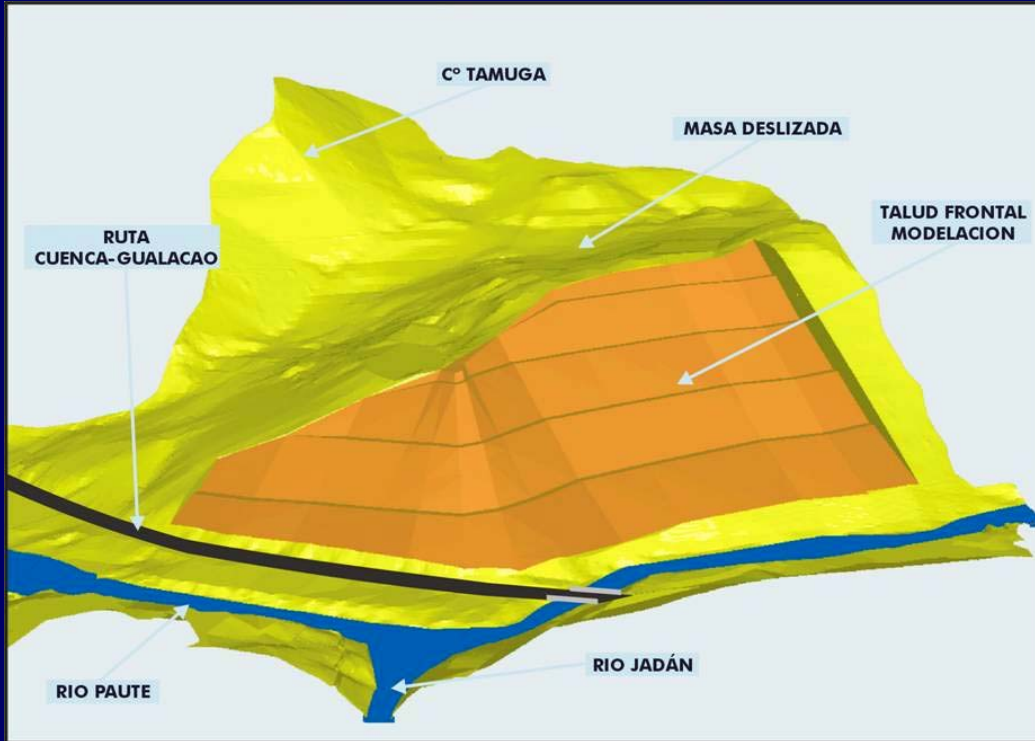 Cº TAMUGA
MASA DESLIZADA
TALUD FRONTAL
MODELACION
RUTA
CUENCA-GUALACAO
RIO JADÁN
RIO PAUTE